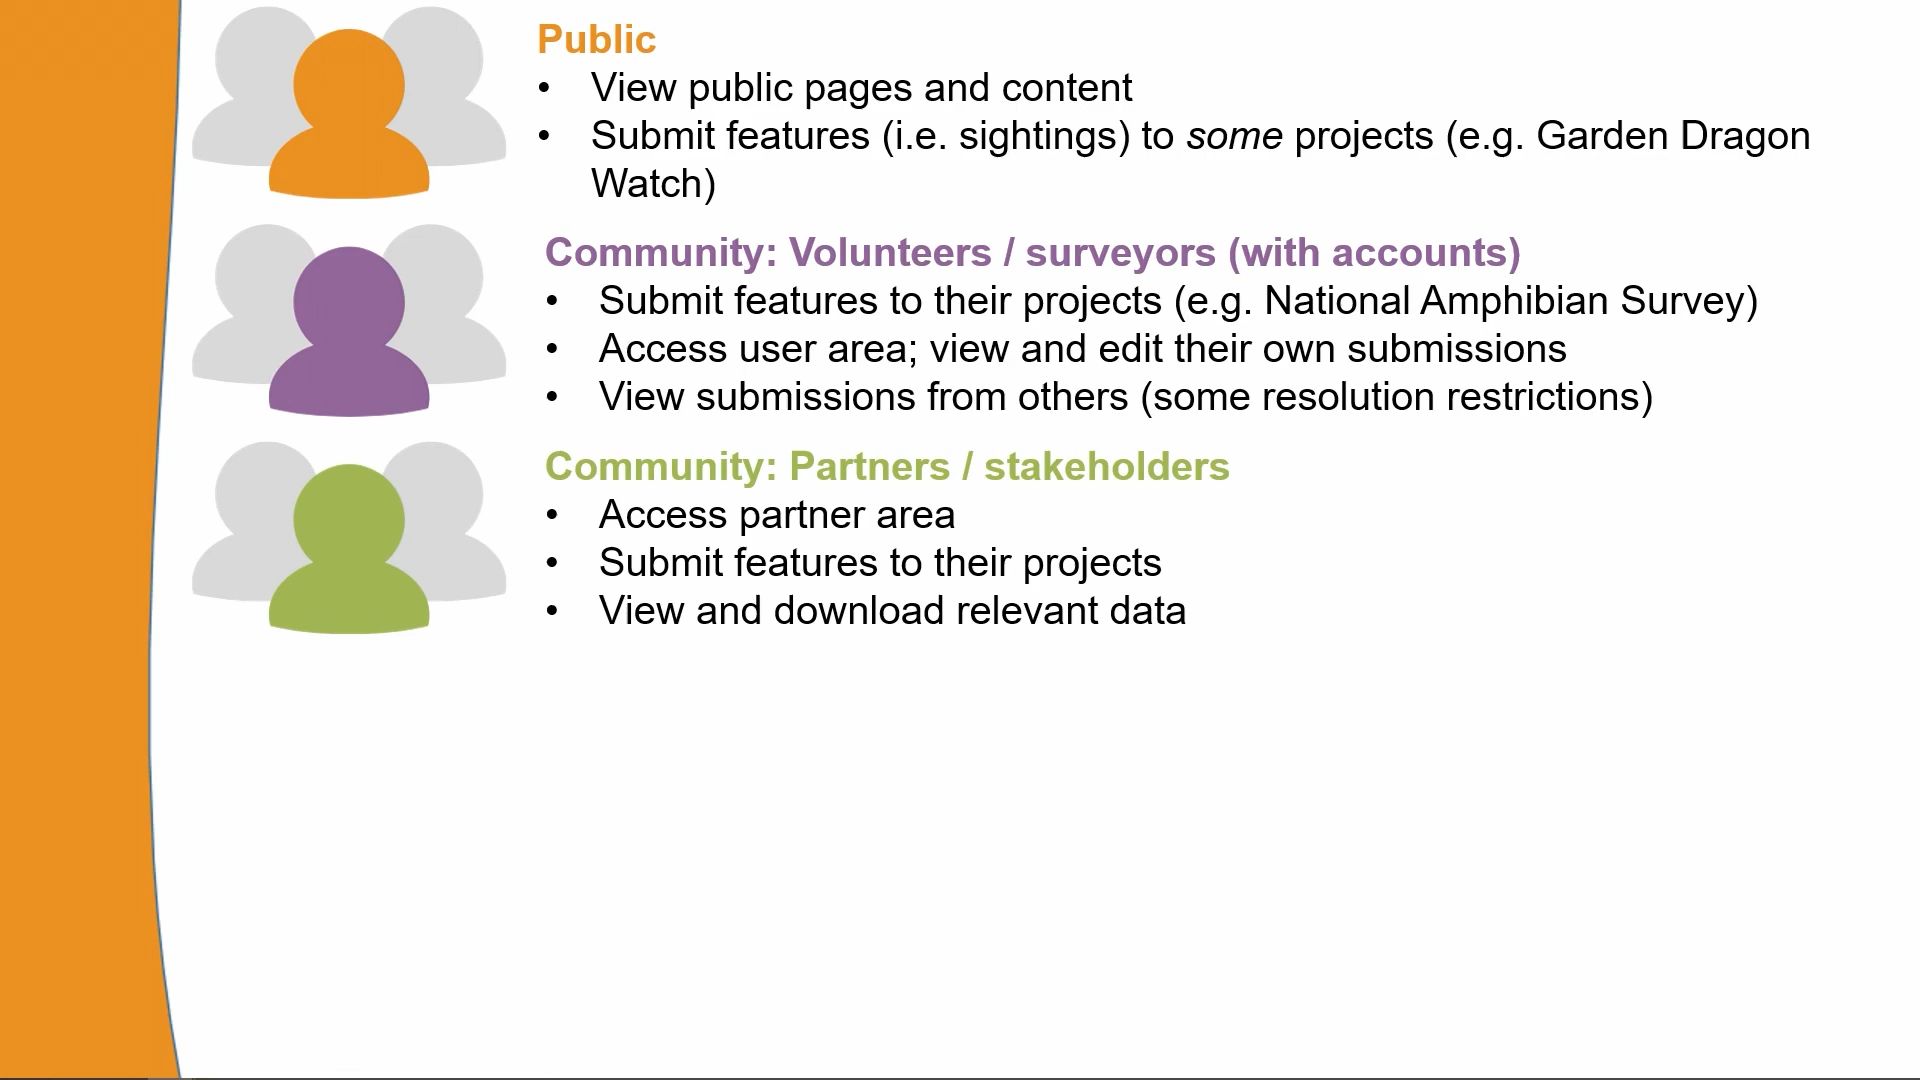 Public
• View public pages and content
• Submit features (i.e. sightings) to some projects (e.g. Garden Dragon
Watch)
Community: Volunteers / surveyors (with accounts)
• Submit features to their projects (e.g. National Amphibian Survey)
• Access user area; view and edit their own submissions
• View submissions from others (some resolution restrictions)
Community: Partners / stakeholders
• Access partner area
• Submit features to their projects
• View and download relevant data